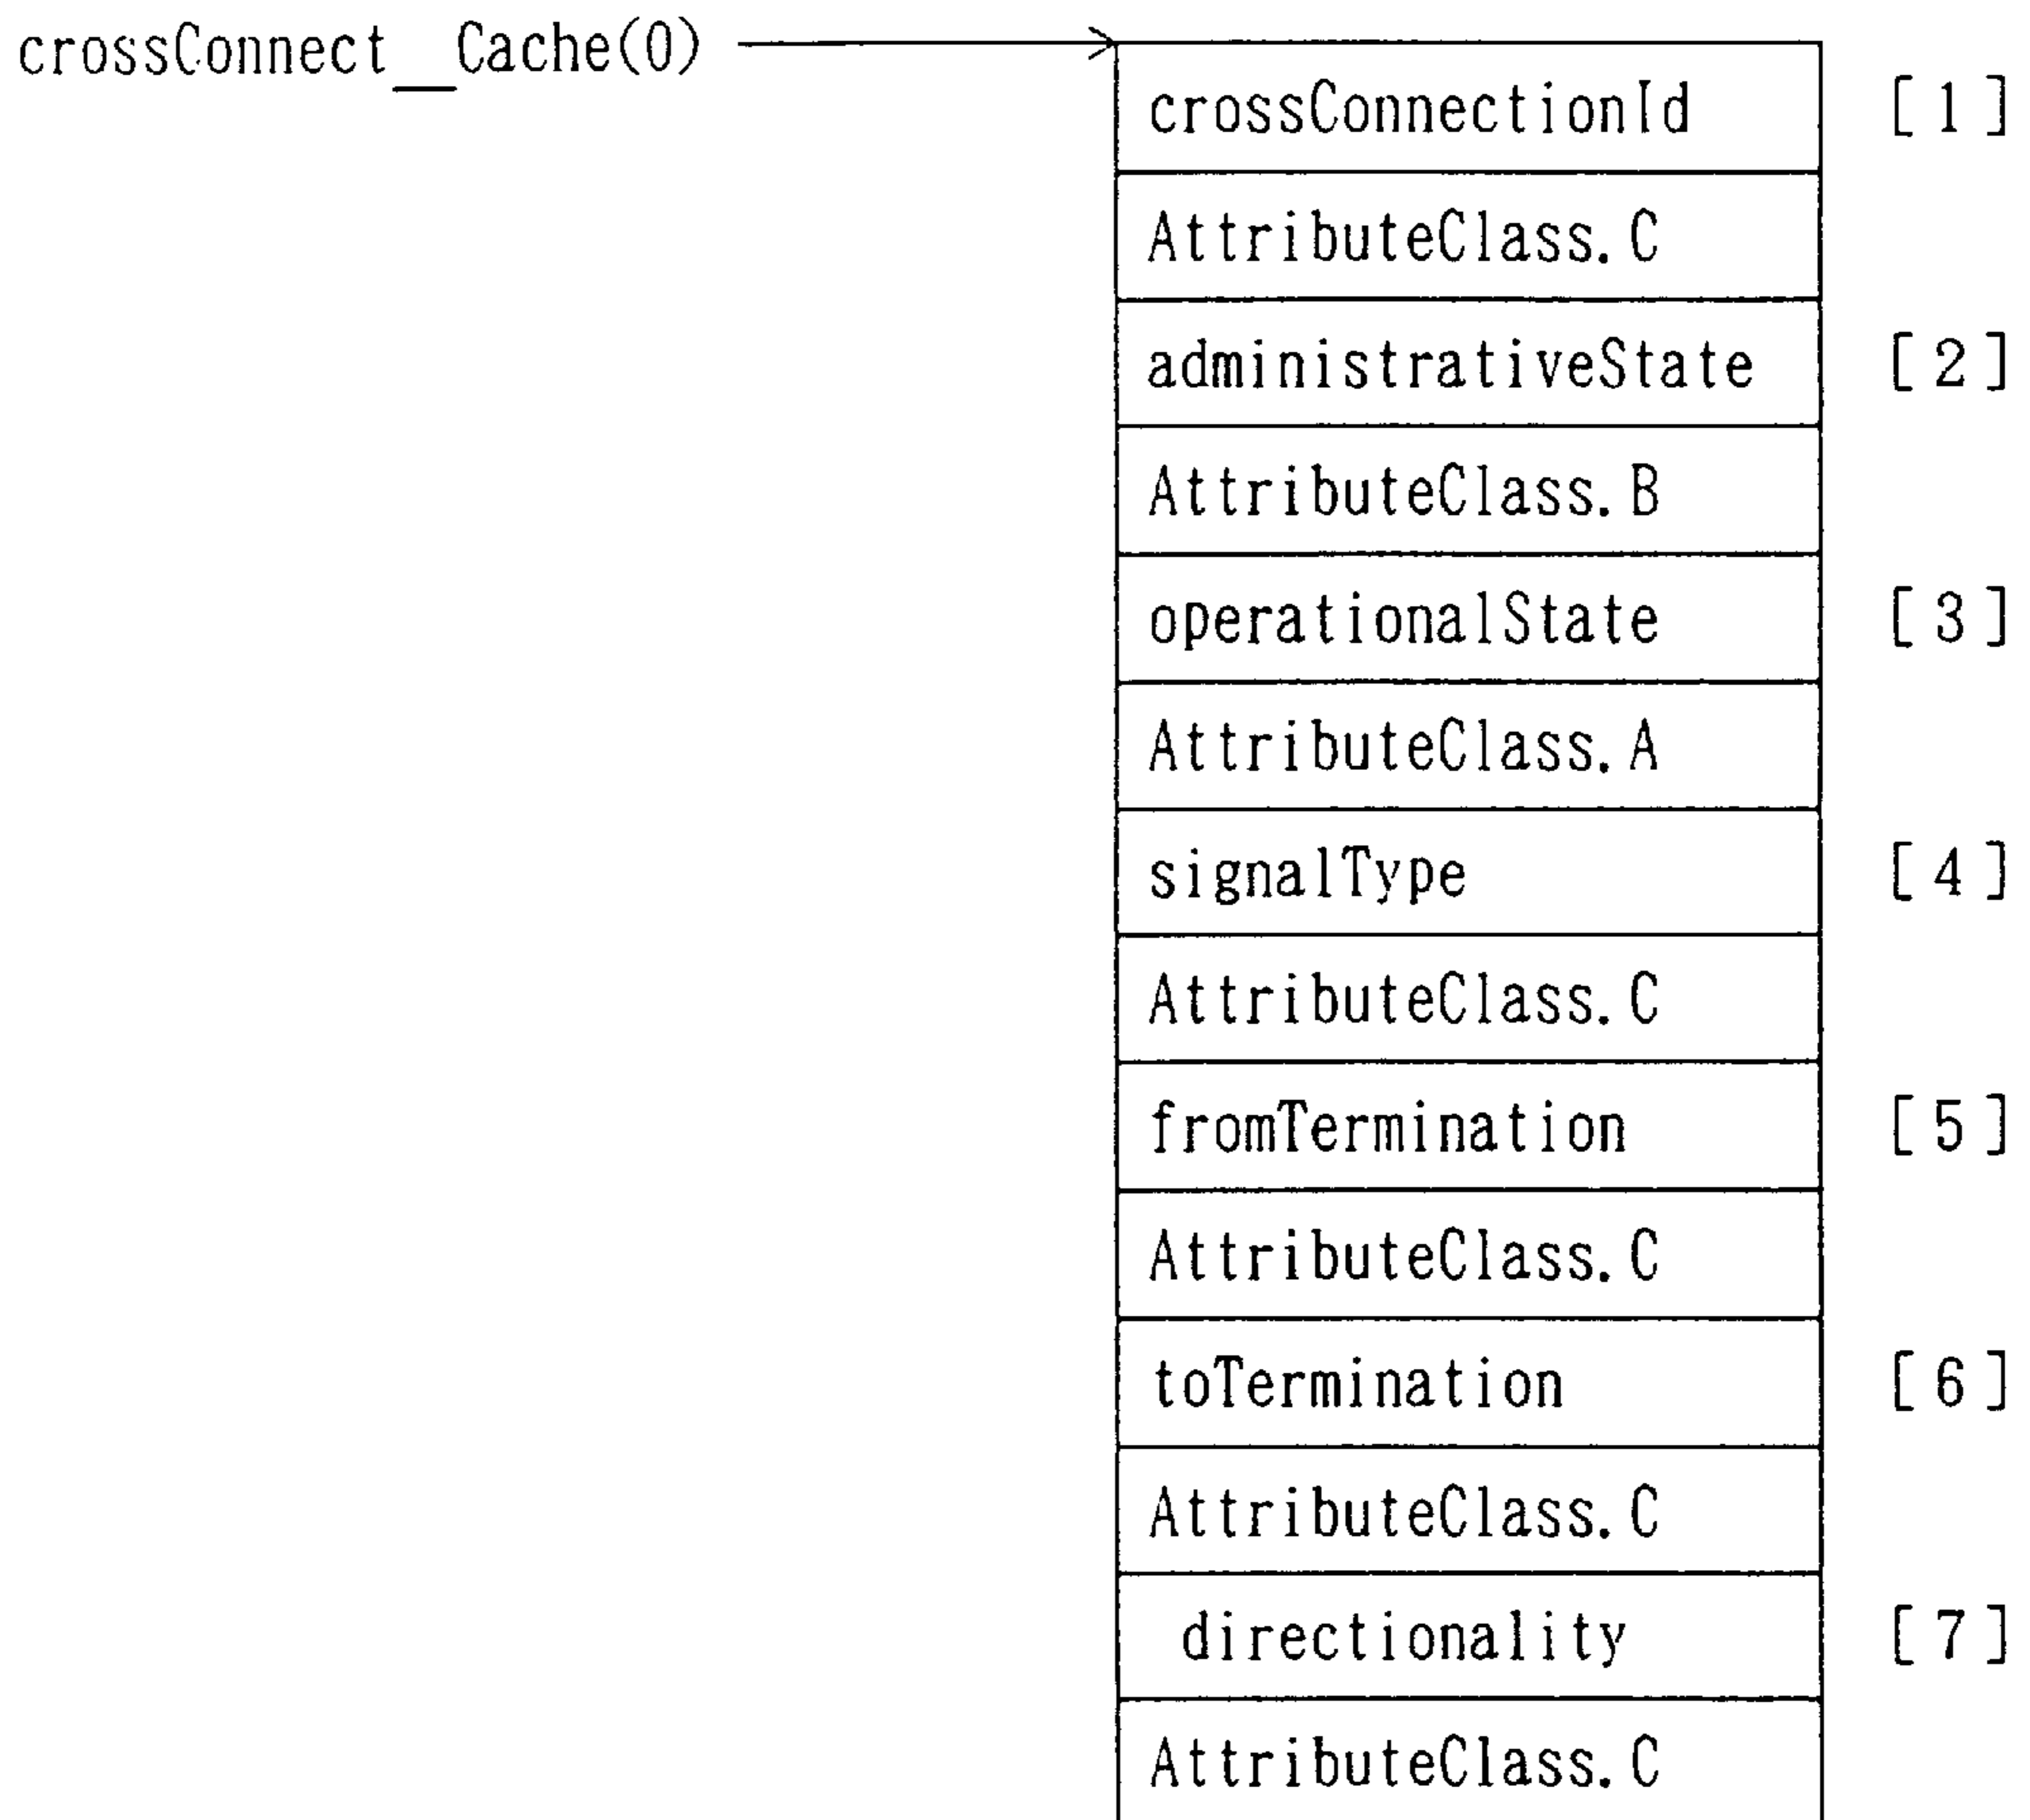 crossConnect__Cache(0)
crossConnectionId [1]
AttributeClass.C
administrativeState [2]
AttributeClass.B
operationalState [3]
AttributeClass.A
signalType [4]
AttributeClass.C
fromTermination [5]
AttributeClass.C
toTermination [6]
AttributeClass.C
directionality [7]
AttributeClass.C